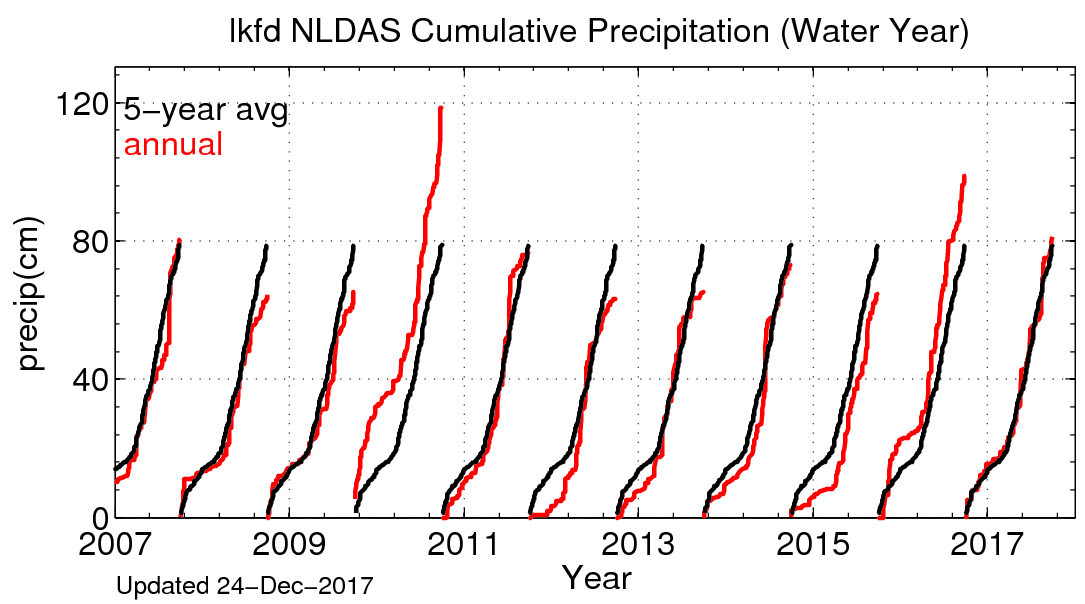 lkfd NLDAS Cumulative Precipitation (Water Year)
120
5−year avg
annual
80
precip(cm)
40
0
2007 2009 2011 2013 2015 2017
Year
Updated 24−Dec−2017